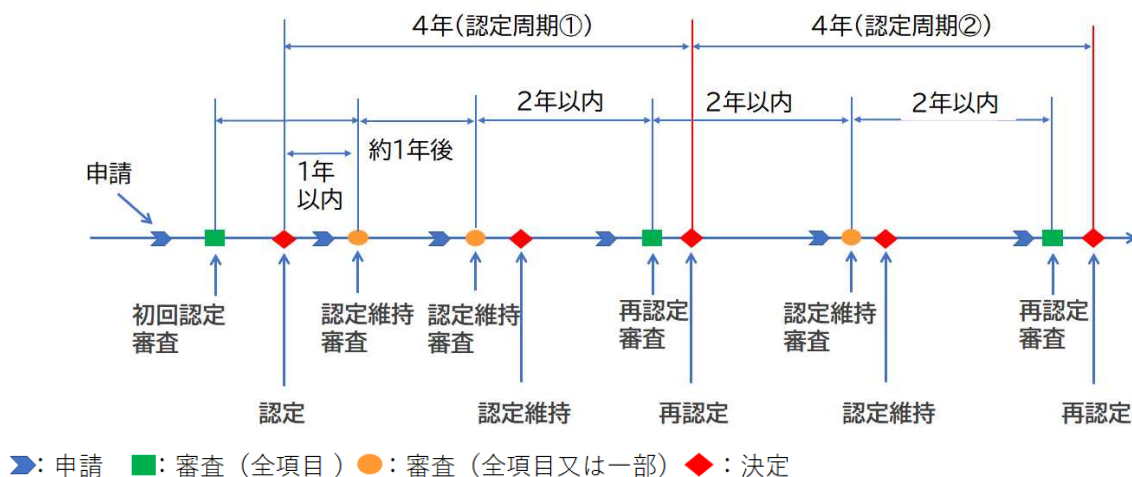 4年(認定周期①)
4年(認定周期②)
2年以内
2年以内
2年以内
約1年後
1年
以内
申請
初回認定
審査
認定維持
審査
認定維持
審査
再認定
審査
認定維持
審査
再認定
審査
認定
認定維持
再認定
認定維持
再認定
:申請 :審査(全項目 ) :審査(全項目又は一部) :決定